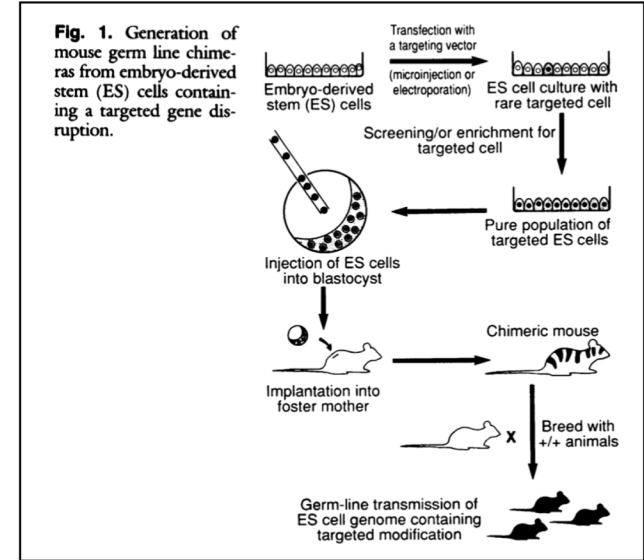 Fig. 1. Generation of
mouse germ line chime-
ras from embryo-derived
stem (ES) cells contain-
ing a targeted gene dis-
ruption.
Embryo-derived
stem (ES) cells
Transfection with
a targeting vector
(microinjection or
electroporation)
ES cell culture with
rare targeted cell
Screening/or enrichment for
targeted cell
Pure population of
targeted ES cells
Injection of ES cells
into blastocyst
Implantation into
foster mother
Chimeric mouse
X
Breed with
+/+ animals
Germ-line transmission of
ES cell genome containing
targeted modification